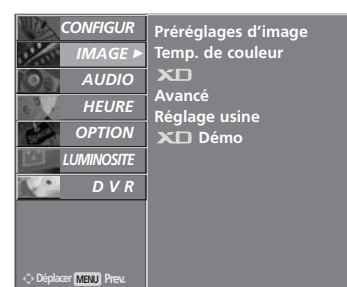 CONFIGUR
IMAGE
AUDIO
HEURE
OPTION
LUMINOSITE
D V R
Préréglages d'image
Temp. de couleur
XD
Avancé
Réglage usine
XD Démo
Déplacer MENU Prev.